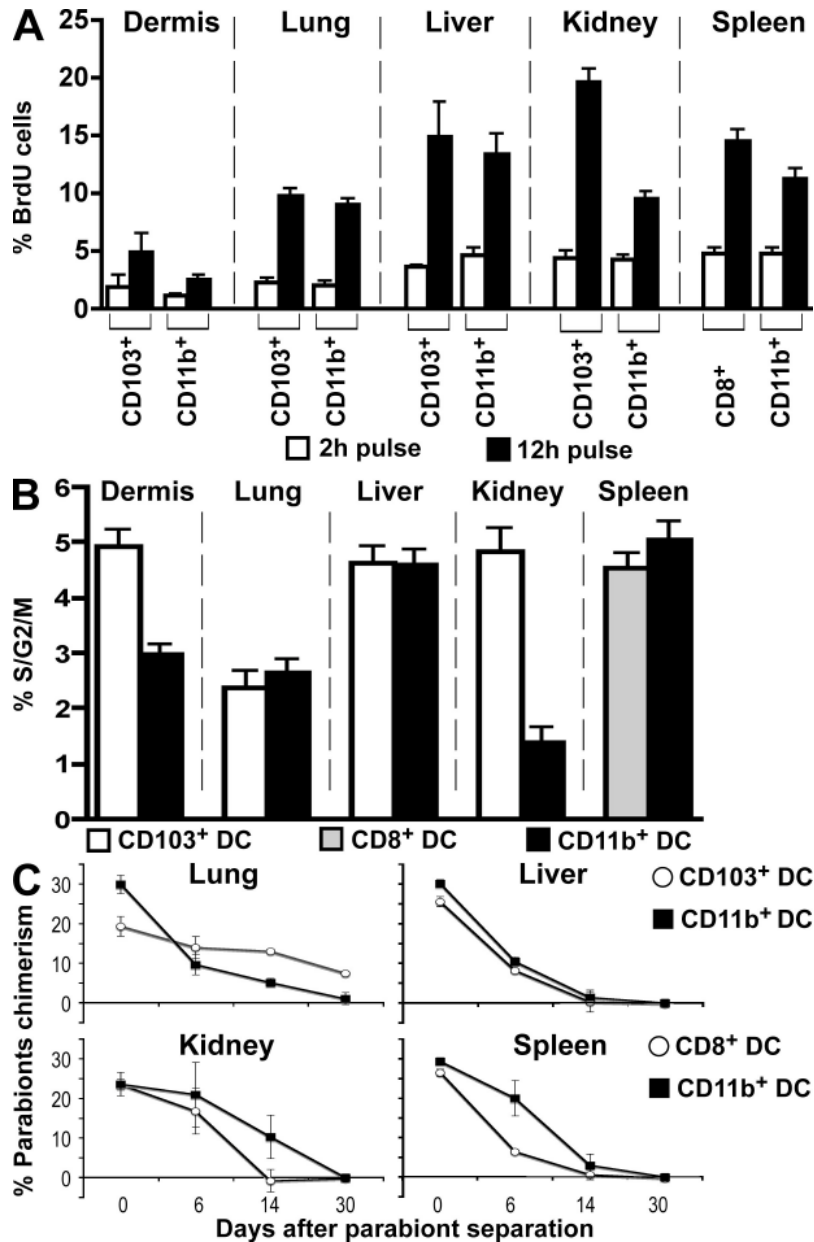 A
Dermis Lung Liver Kidney Spleen
% BrdU cells
25
20
15
10
5
0
CD103+ CD11b+ CD103+ CD11b+ CD103+ CD11b+ CD103+ CD11b+ CD8+ CD11b+
2h pulse 12h pulse
B
Dermis Lung Liver Kidney Spleen
% S/G2/M
6
5
4
3
2
1
0
CD103+ DC CD8+ DC CD11b+ DC
C
% Parabionts chimerism
Lung
30
20
10
0
Liver
CD103+ DC
CD11b+ DC
Kidney
30
20
10
0
0 6 14 30
Spleen
0 6 14 30
CD8+ DC
CD11b+ DC
Days after parabiont separation